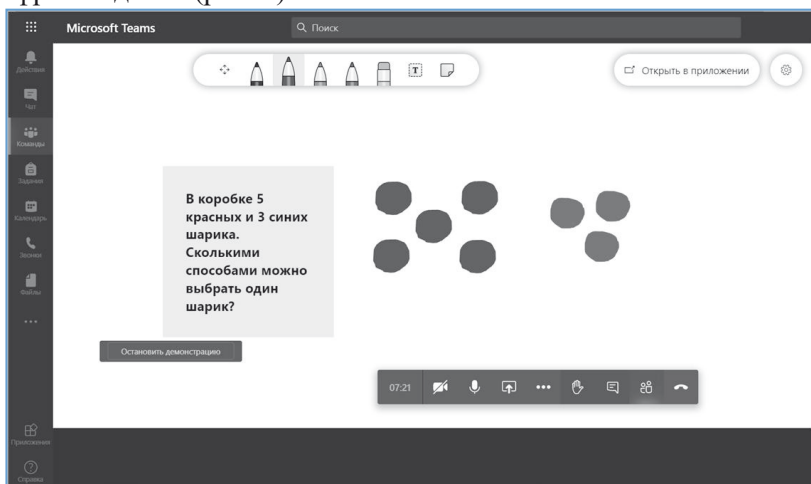 Microsoft Teams
Поиск
Действия
Чат
Команды
Задания
Календарь
Звонки
Файлы
Приложения
Справка
T
Открыть в приложении
В коробке 5
красных и 3 синих
шарика.
Сколькими
способами можно
выбрать один
шарик?
Остановить демонстрацию
07:21